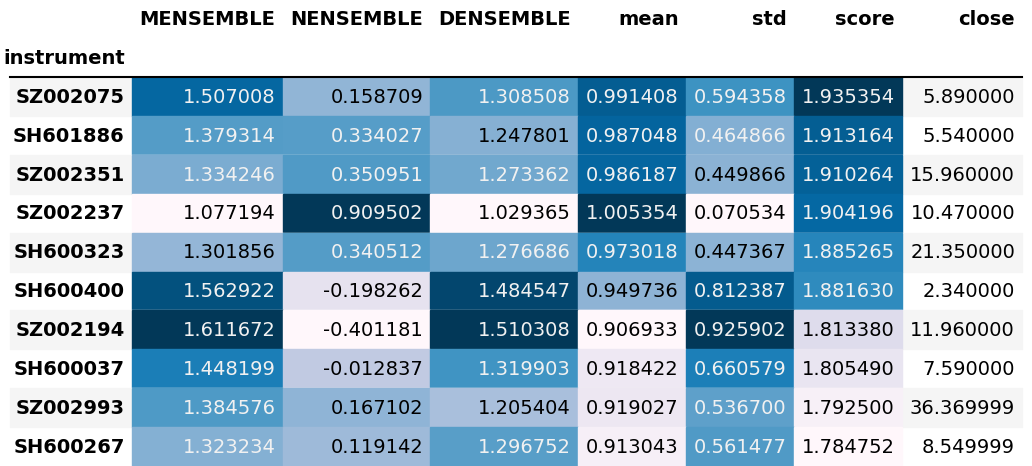 MENSEMBLE NENSEMBLE DENSEMBLE mean std score close
instrument
SZ002075 1.507008 0.158709 1.308508 0.991408 0.594358 1.935354 5.890000
SH601886 1.379314 0.334027 1.247801 0.987048 0.464866 1.913164 5.540000
SZ002351 1.334246 0.350951 1.273362 0.986187 0.449866 1.910264 15.960000
SZ002237 1.077194 0.909502 1.029365 1.005354 0.070534 1.904196 10.470000
SH600323 1.301856 0.340512 1.276686 0.973018 0.447367 1.885265 21.350000
SH600400 1.562922 -0.198262 1.484547 0.949736 0.812387 1.881630 2.340000
SZ002194 1.611672 -0.401181 1.510308 0.906933 0.925902 1.813380 11.960000
SH600037 1.448199 -0.012837 1.319903 0.918422 0.660579 1.805490 7.590000
SZ002993 1.384576 0.167102 1.205404 0.919027 0.536700 1.792500 36.369999
SH600267 1.323234 0.119142 1.296752 0.913043 0.561477 1.784752 8.549999